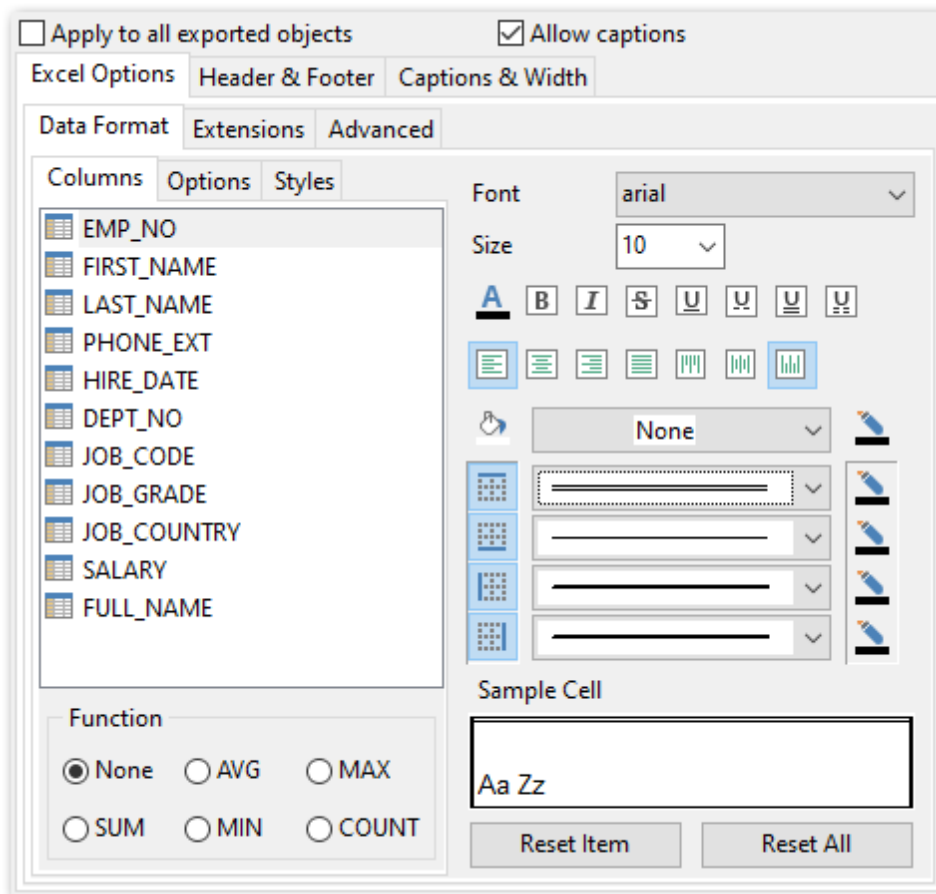 Apply to all exported objects Allow captions
Excel Options Header & Footer Captions & Width
Data Format Extensions Advanced
Columns Options Styles
EMP_NO
FIRST_NAME
LAST_NAME
PHONE_EXT
HIRE_DATE
DEPT_NO
JOB_CODE
JOB_GRADE
JOB_COUNTRY
SALARY
FULL_NAME
Function
None AVG MAX
SUM MIN COUNT
Font arial
Size 10
A B I S U U U U
None
Sample Cell
Aa Zz
Reset Item Reset All